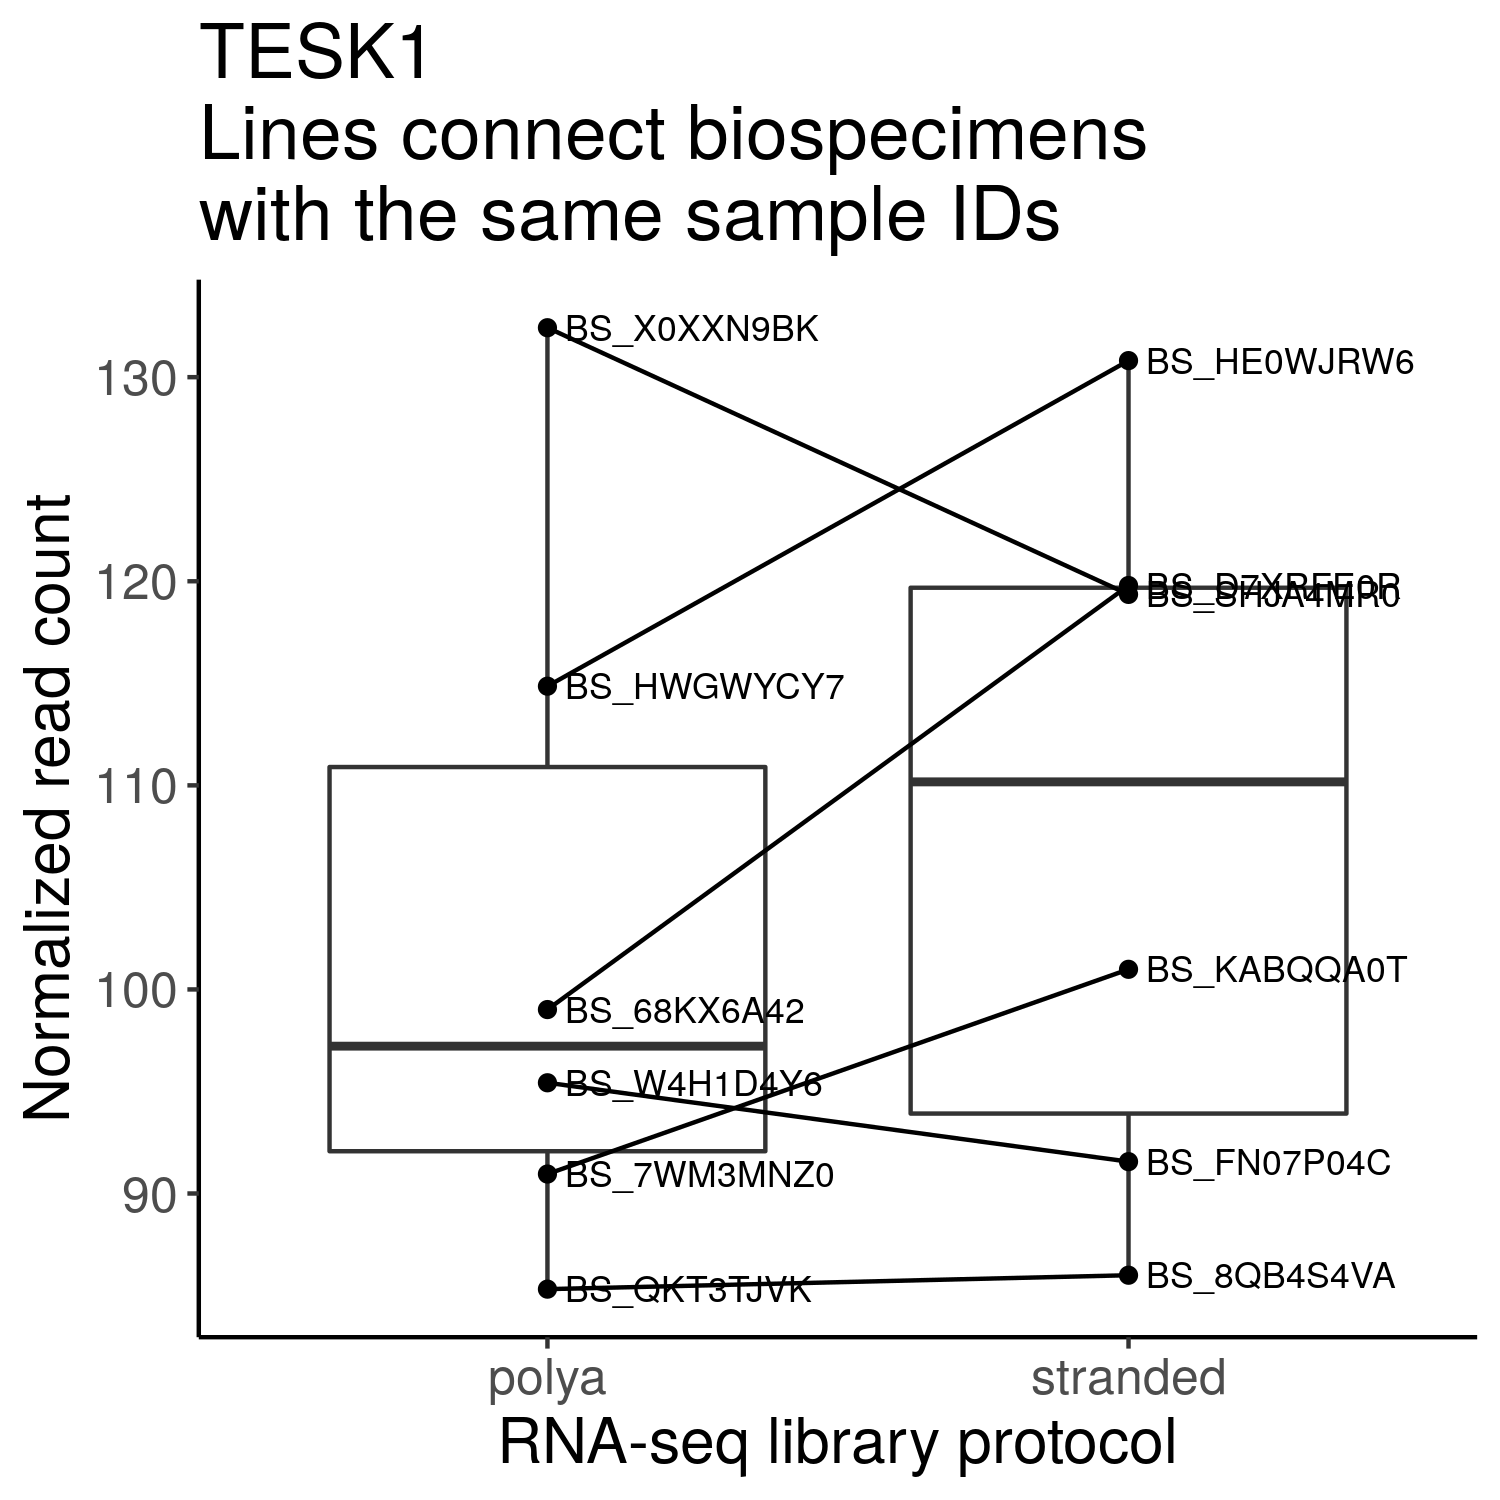 TESK1
Lines connect biospecimens
with the same sample IDs
Normalized read count
130
120
110
100
90
BS_X0XXN9BK
BS_HE0WJRW6
BS_HWGWYCY7
BS_KABQQA0T
BS_68KX6A42
BS_W4H1D4Y6
BS_FN07P04C
BS_7WM3MNZ0
BS_8QB4S4VA
BS_QKT3TJVK
polya
stranded
RNA-seq library protocol